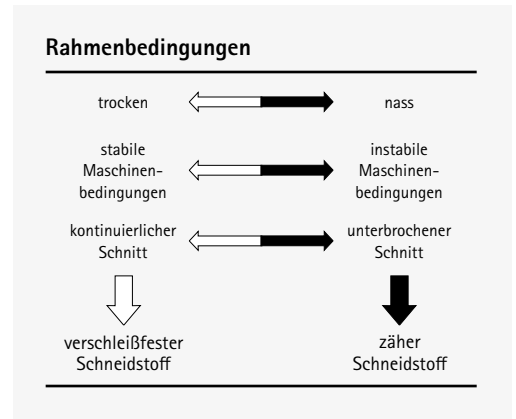 Rahmenbedingungen
trocken
nass
stabile
Maschinen-
bedingungen
instabile
Maschinen-
bedingungen
kontinuierlicher
Schnitt
unterbrochener
Schnitt
verschleißfester
Schneidstoff
zäher
Schneidstoff